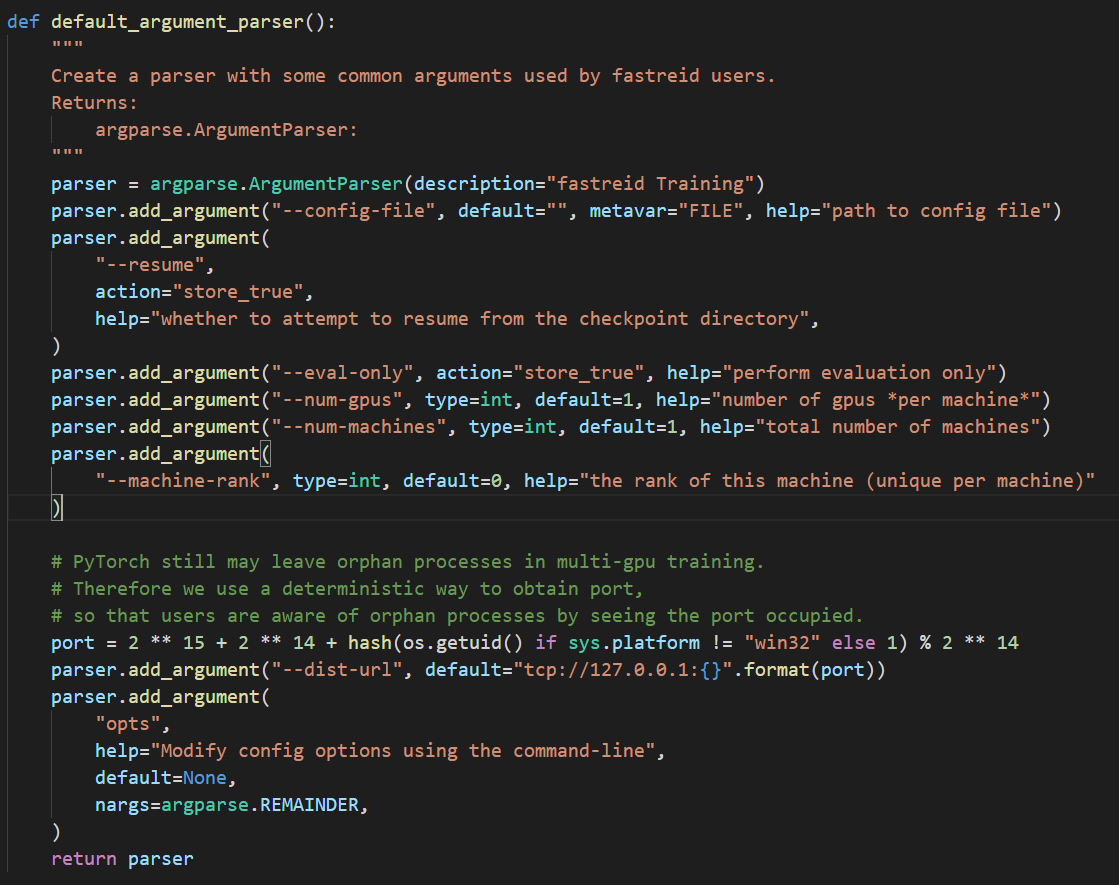 def default_argument_parser():
    """
    Create a parser with some common arguments used by fastreid users.
    Returns:
        argparse.ArgumentParser:
    """
    parser = argparse.ArgumentParser(description="fastreid Training")
    parser.add_argument("--config-file", default="", metavar="FILE", help="path to config file")
    parser.add_argument(
        "--resume",
        action="store_true",
        help="whether to attempt to resume from the checkpoint directory",
    )
    parser.add_argument("--eval-only", action="store_true", help="perform evaluation only")
    parser.add_argument("--num-gpus", type=int, default=1, help="number of gpus *per machine*")
    parser.add_argument("--num-machines", type=int, default=1, help="total number of machines")
    parser.add_argument(
        "--machine-rank", type=int, default=0, help="the rank of this machine (unique per machine)"
    )

    # PyTorch still may leave orphan processes in multi-gpu training.
    # Therefore we use a deterministic way to obtain port,
    # so that users are aware of orphan processes by seeing the port occupied.
    port = 2 ** 15 + 2 ** 14 + hash(os.getuid() if sys.platform != "win32" else 1) % 2 ** 14
    parser.add_argument("--dist-url", default="tcp://127.0.0.1:{}".format(port))
    parser.add_argument(
        "opts",
        help="Modify config options using the command-line",
        default=None,
        nargs=argparse.REMAINDER,
    )
    return parser